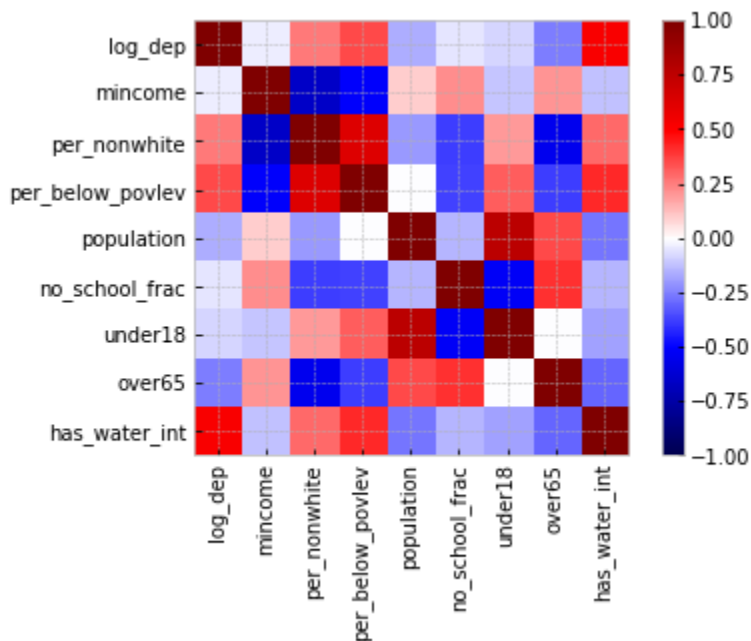 log_dep
mincome
per_nonwhite
per_below_povlev
population
no_school_frac
under18
over65
has_water_int
log_dep
mincome
per_nonwhite
per_below_povlev
population
no_school_frac
under18
over65
has_water_int
1.00
0.75
0.50
0.25
0.00
−0.25
−0.50
−0.75
−1.00